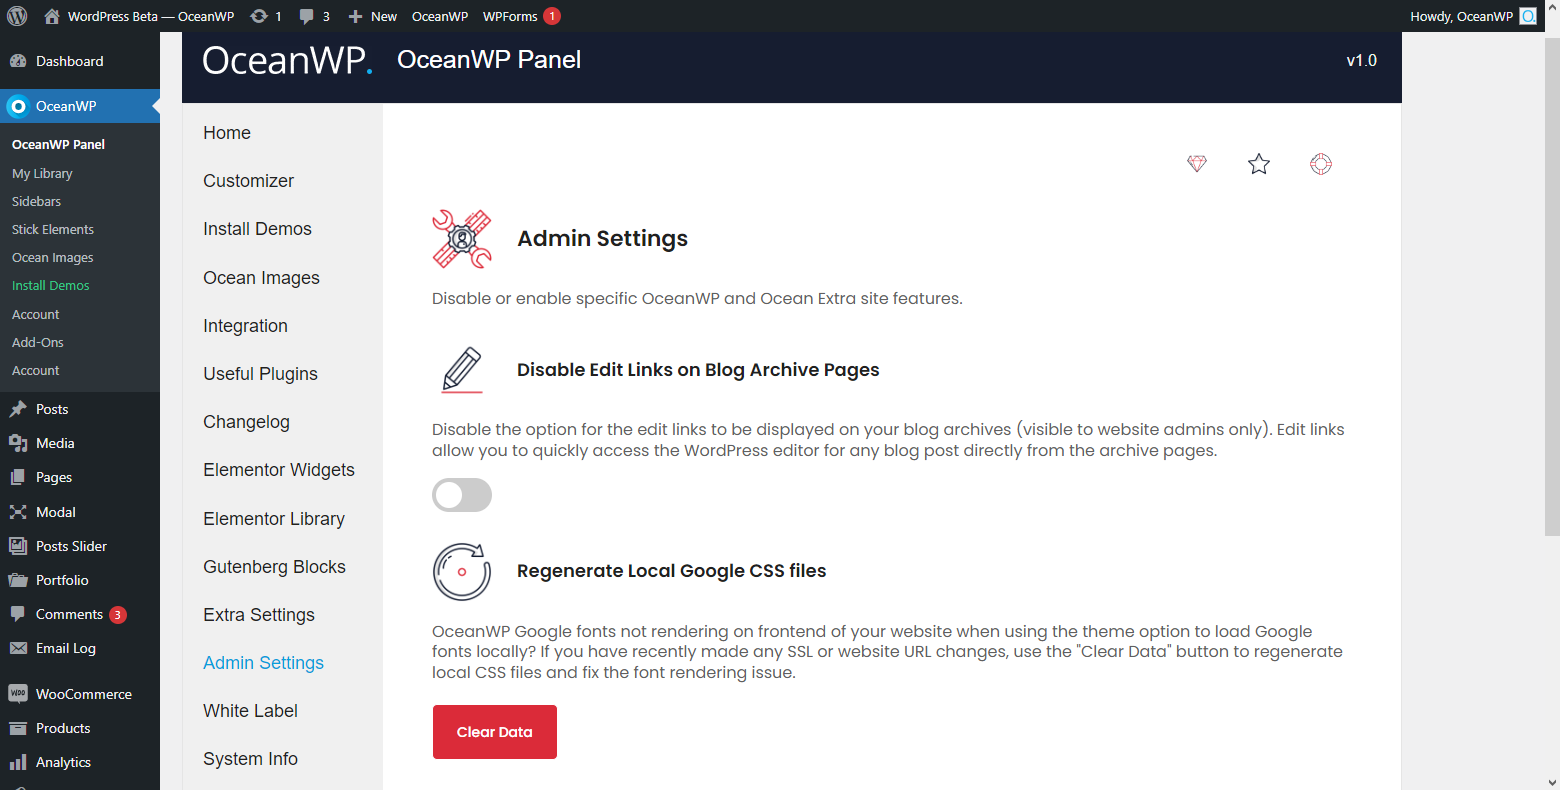 WordPress Beta — OceanWP 1 3 New OceanWP WPForms 1 Howdy, OceanWP O.
Dashboard
OceanWP
OceanWP Panel
My Library
Sidebars
Stick Elements
Ocean Images
Install Demos
Account
Add-Ons
Account
Posts
Media
Pages
Modal
Posts Slider
Portfolio
Comments 3
Email Log
WOO WooCommerce
Products
Analytics
OceanWP. OceanWP Panel v1.0
Home
Customizer
Install Demos
Ocean Images
Integration
Useful Plugins
Changelog
Elementor Widgets
Elementor Library
Gutenberg Blocks
Extra Settings
Admin Settings
White Label
System Info
Admin Settings
Disable or enable specific OceanWP and Ocean Extra site features.
Disable Edit Links on Blog Archive Pages
Disable the option for the edit links to be displayed on your blog archives (visible to website admins only). Edit links
allow you to quickly access the WordPress editor for any blog post directly from the archive pages.
Regenerate Local Google CSS files
OceanWP Google fonts not rendering on frontend of your website when using the theme option to load Google
fonts locally? If you have recently made any SSL or website URL changes, use the "Clear Data" button to regenerate
local CSS files and fix the font rendering issue.
Clear Data